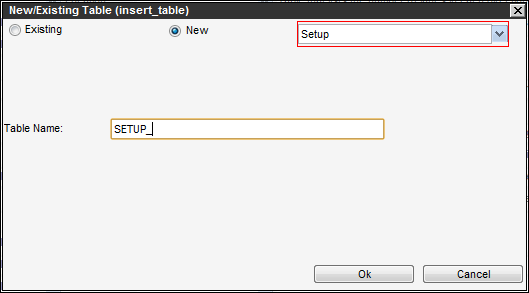 New/Existing Table (insert_table)
Existing New Setup
Table Name: SETUP_
Ok Cancel